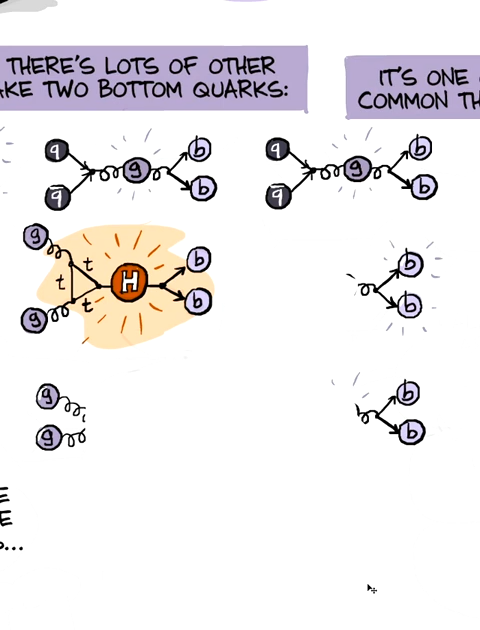 THERE'S LOTS OF OTHER
AKE TWO BOTTOM QUARKS:
IT'S ONE
COMMON TH
q
g
b
q̅
b
q
g
b
q̅
b
g
t
t
H
b
t
g
b
b
b
g
g
b
b
E
E
...